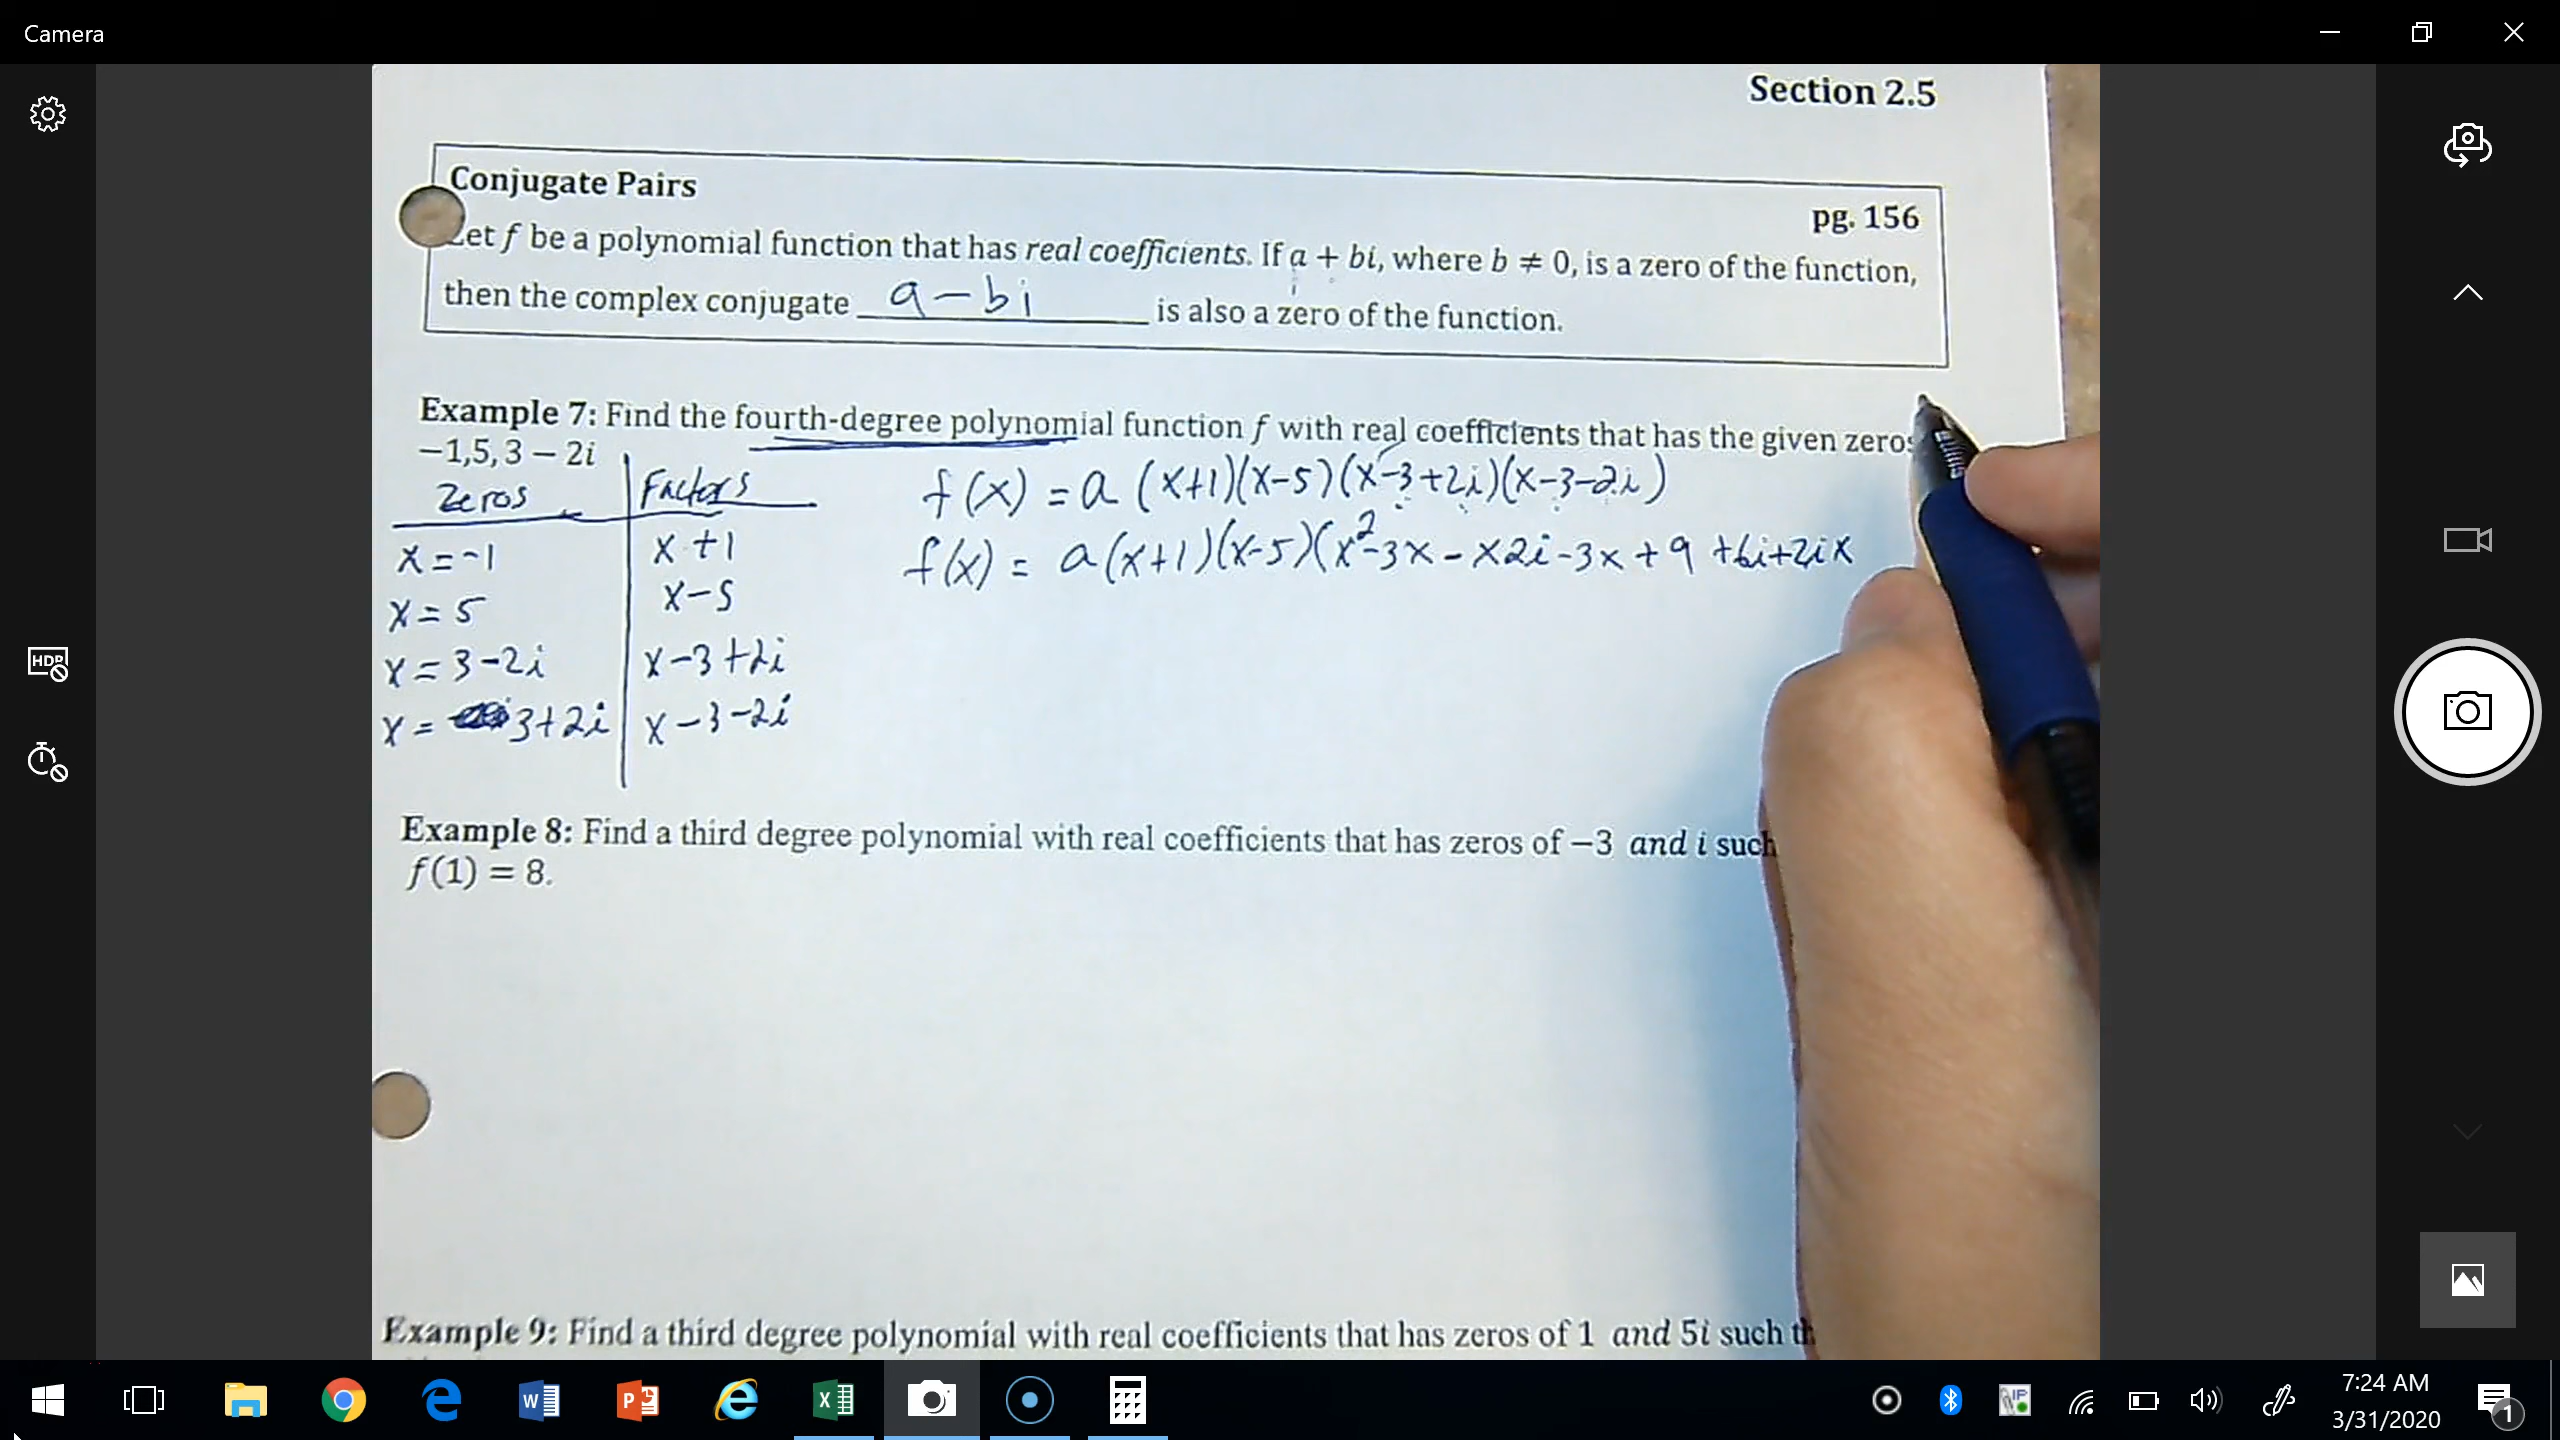 Camera
Section 2.5
Conjugate Pairs
pg. 156
Let f be a polynomial function that has real coefficients. If a + bi, where b ≠ 0, is a zero of the function,
then the complex conjugate a – bi is also a zero of the function.
Example 7: Find the fourth-degree polynomial function f with real coefficients that has the given zeros
−1,5, 3 − 2i
Zeros | Factors
x = -1 | x + 1
x = 5 | x - 5
x = 3 - 2i | x - 3 + 2i
x = 3 + 2i | x - 3 - 2i
f(x) = a (x+1)(x-5)(x-3+2i)(x-3-2i)
f(x) = a(x+1)(x-5)(x²-3x - x2i - 3x + 9 + 6i + 2ix
Example 8: Find a third degree polynomial with real coefficients that has zeros of −3 and i such
f(1) = 8.
Example 9: Find a third degree polynomial with real coefficients that has zeros of 1 and 5i such
HDR
7:24 AM
3/31/2020
1